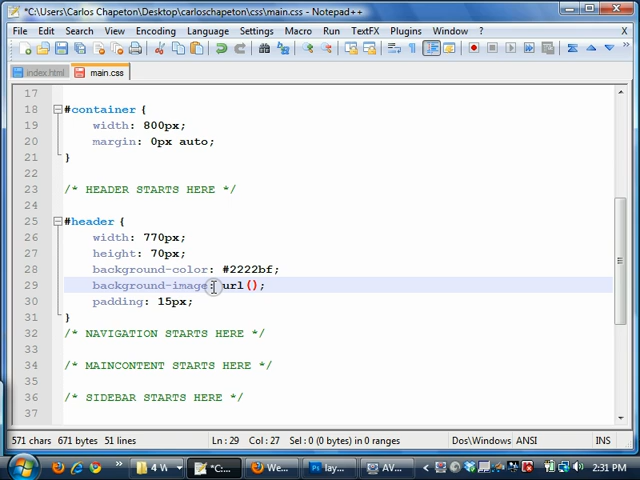 *C:\Users\Carlos Chapeton\Desktop\carloschapeton\css\main.css - Notepad++
File Edit Search View Encoding Language Settings Macro Run TextFX Plugins Window ? X
index.html main.css
17
18 #container {
19 width: 800px;
20 margin: 0px auto;
21 }
22
23 /* HEADER STARTS HERE */
24
25 #header {
26 width: 770px;
27 height: 70px;
28 background-color: #2222bf;
29 background-image: url();
30 padding: 15px;
31 }
32 /* NAVIGATION STARTS HERE */
33
34 /* MAINCONTENT STARTS HERE */
35
36 /* SIDEBAR STARTS HERE */
37
571 chars 671 bytes 51 lines Ln : 29 Col : 27 Sel : 0 (0 bytes) in 0 ranges Dos\Windows ANSI INS
4 W *C:... We... lay... AV... 2:31 PM